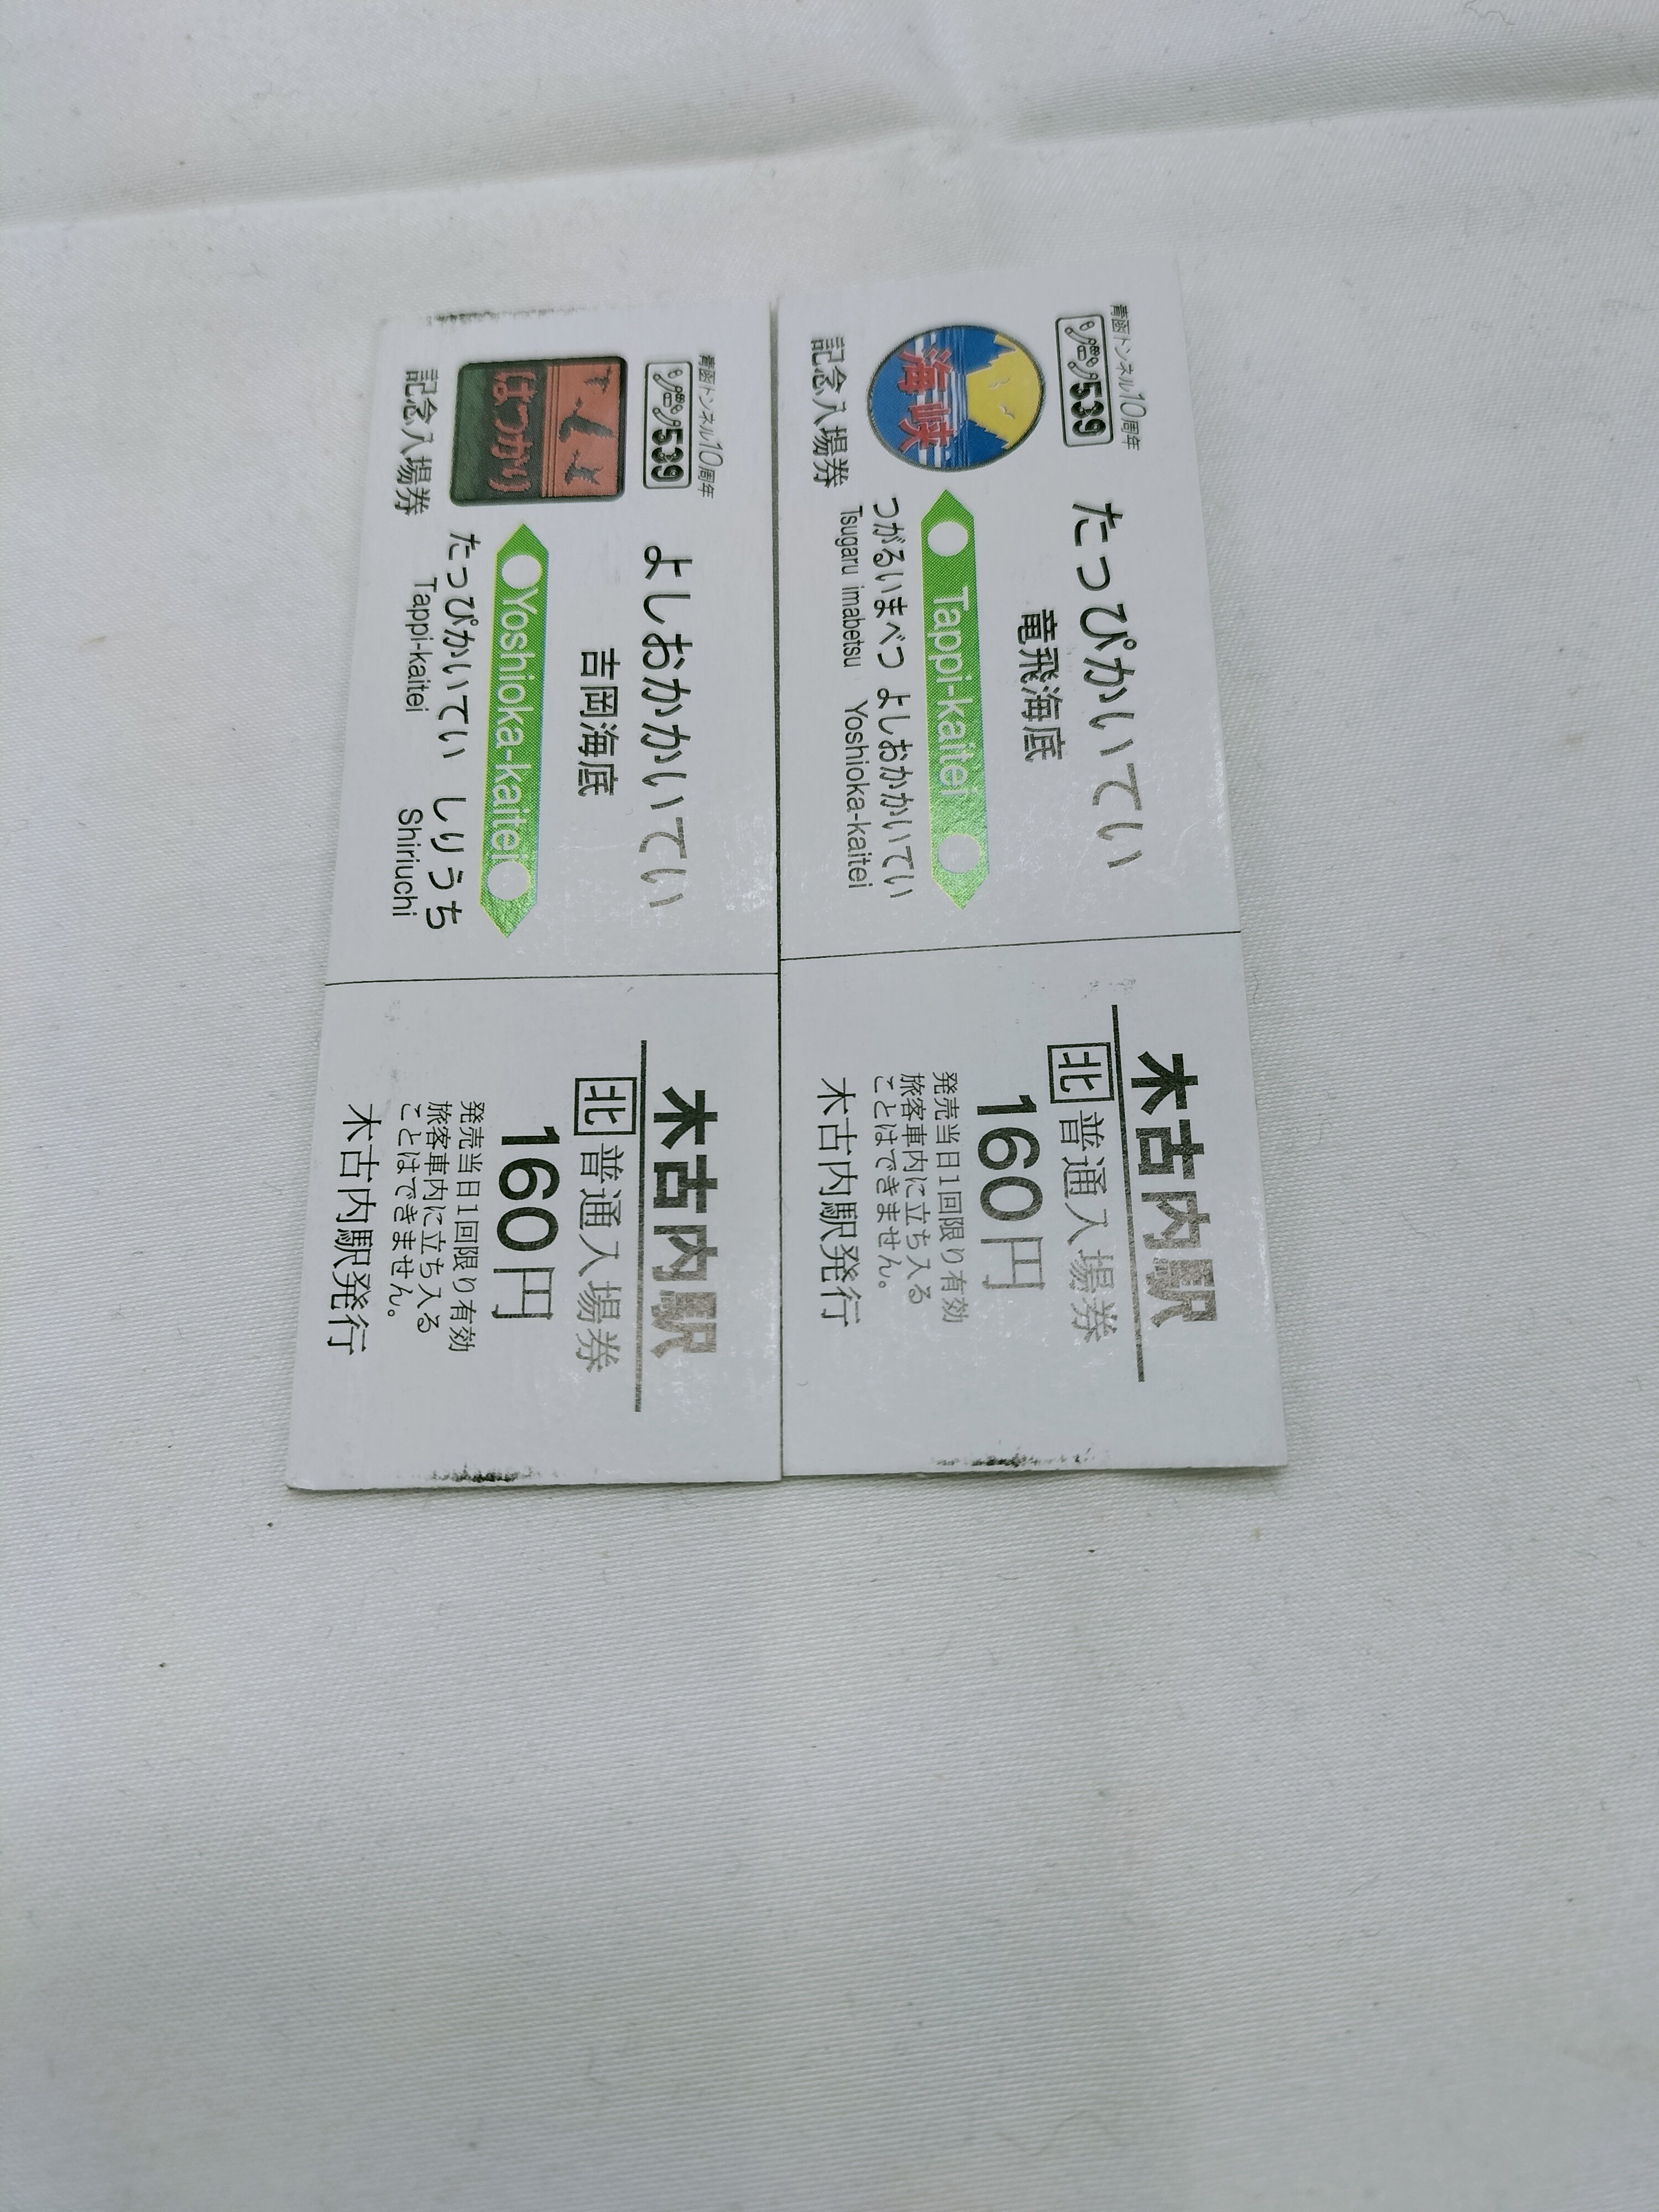 青函トンネル10周年
ゾーン539
海峡
記念入場券
たっぴかいてい
竜飛海底
Tappi-kaitei
つがるいまべつ よしおかかいてい
Tsugaru imabetsu Yoshioka-kaitei
木古内駅
北 普通入場券
160円
発売当日1回限り有効
旅客車内に立ち入る
ことはできません。
木古内駅発行
青函トンネル10周年
ゾーン539
はつかり
記念入場券
よしおかかいてい
吉岡海底
Yoshioka-kaitei
たっぴかいてい しりうち
Tappi-kaitei Shiriuchi
木古内駅
北 普通入場券
160円
発売当日1回限り有効
旅客車内に立ち入る
ことはできません。
木古内駅発行